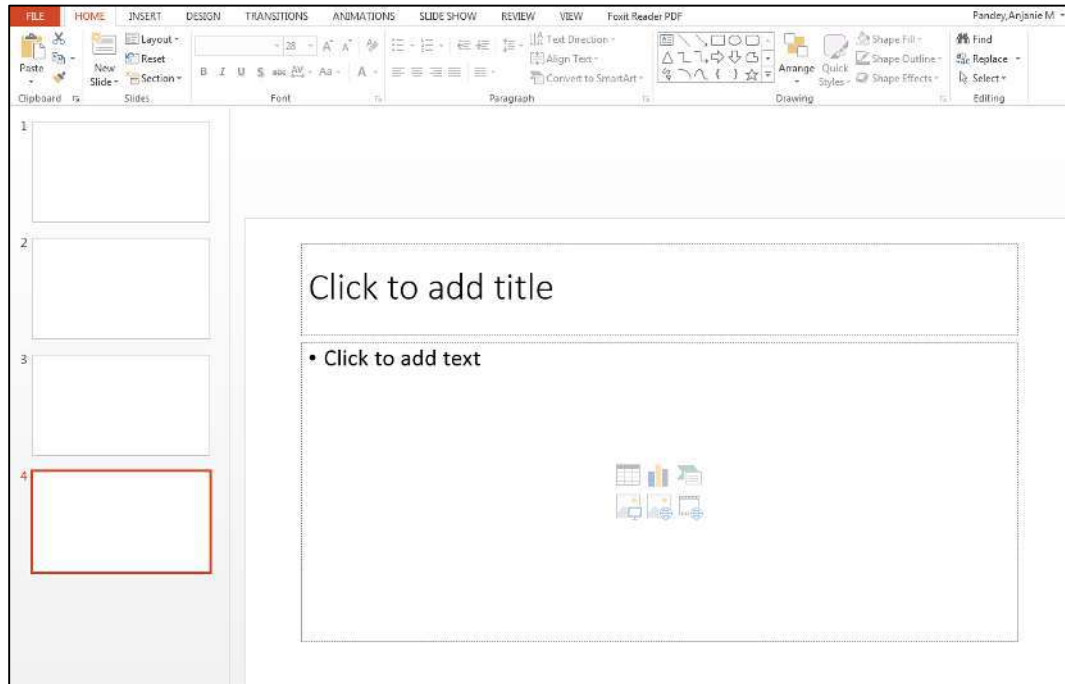 FILE HOME INSERT DESIGN TRANSITIONS ANIMATIONS SLIDE SHOW REVIEW VIEW Foxit Reader PDF Pandey,Anjanie M
Paste
New Slide
Layout
Reset
Section
28
B I U S abc AV Aa A
Text Direction
Align Text
Convert to SmartArt
Arrange
Quick Styles
Shape Fill
Shape Outline
Shape Effects
Find
Replace
Select
Clipboard Slides Font Paragraph Drawing Editing
1
2
3
4
Click to add title
• Click to add text